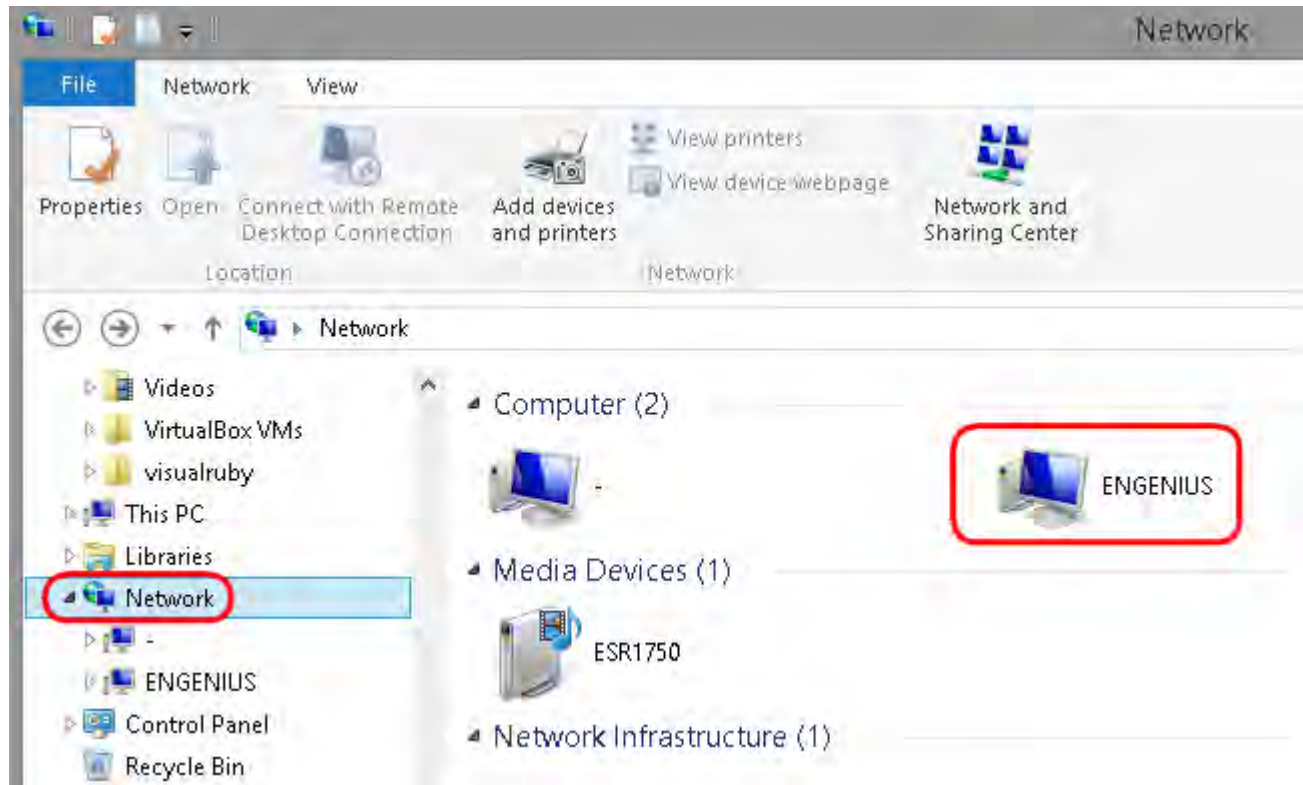 Network
File Network View
View printers
View device webpage
Properties Open Connect with Remote Desktop Connection Add devices and printers Network and Sharing Center
Location Network
Network
Videos
VirtualBox VMs
visualruby
This PC
Libraries
Network
-
ENGENIUS
Control Panel
Recycle Bin
Computer (2)
-
ENGENIUS
Media Devices (1)
ESR1750
Network Infrastructure (1)